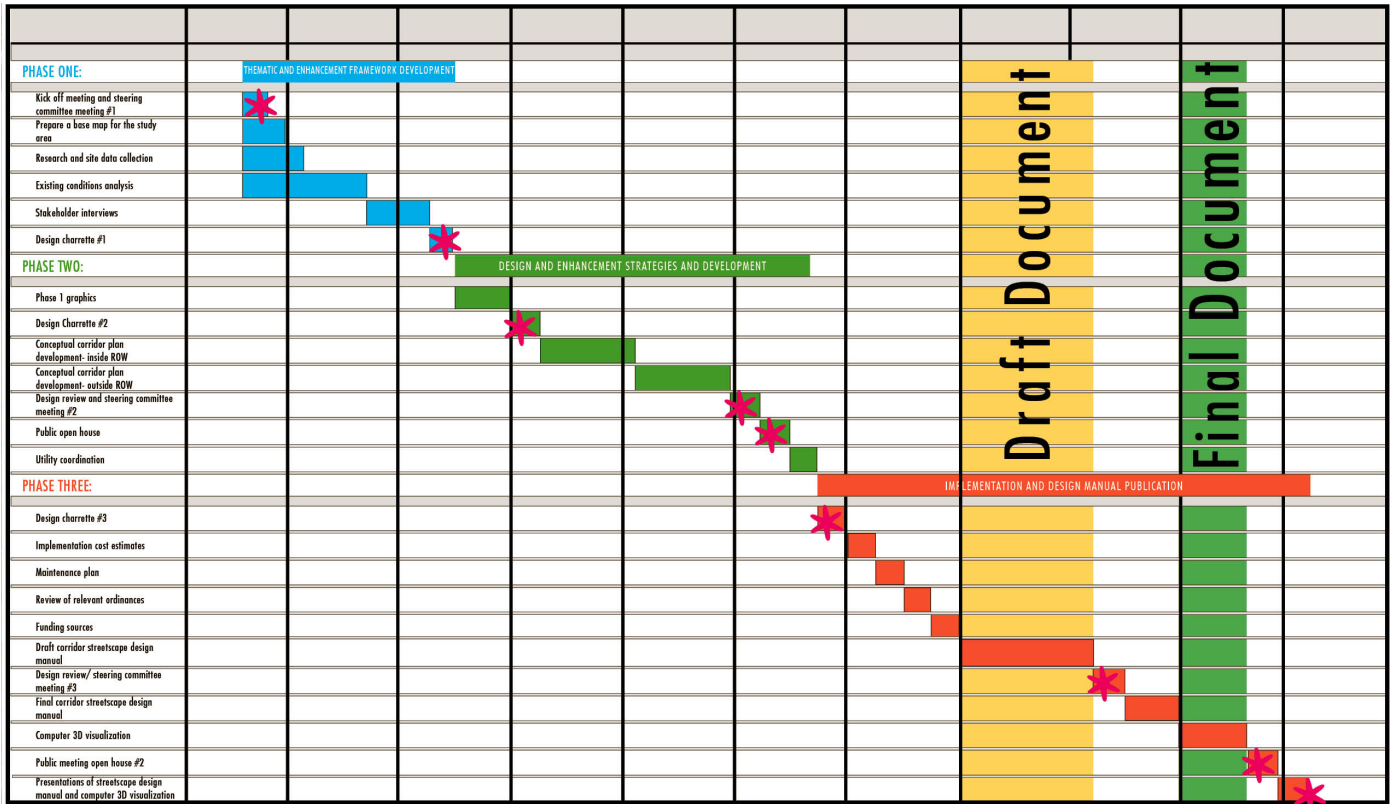 PHASE ONE:
THEMATIC AND ENHANCEMENT FRAMEWORK DEVELOPMENT
Kick off meeting and steering
committee meeting #1
Prepare a base map for the study
area
Research and site data collection
Existing conditions analysis
Stakeholder interviews
Design charrette #1
PHASE TWO:
DESIGN AND ENHANCEMENT STRATEGIES AND DEVELOPMENT
Phase 1 graphics
Design Charrette #2
Conceptual corridor plan
development- inside ROW
Conceptual corridor plan
development- outside ROW
Design review and steering committee
meeting #2
Public open house
Utility coordination
PHASE THREE:
IMPLEMENTATION AND DESIGN MANUAL PUBLICATION
Design charrette #3
Implementation cost estimates
Maintenance plan
Review of relevant ordinances
Funding sources
Draft corridor streetscape design
manual
Design review/ steering committee
meeting #3
Final corridor streetscape design
manual
Computer 3D visualization
Public meeting open house #2
Presentations of streetscape design
manual and computer 3D visualization
Draft Document
Final Document